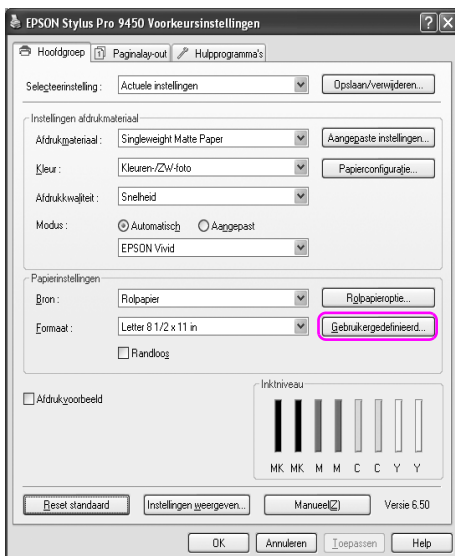 EPSON Stylus Pro 9450 Voorkeursinstellingen
Hoofdgroep Paginalay-out Hulpprogramma's
Selecteerinstelling : Actuele instellingen Opslaan/verwijderen...
Instellingen afdrukmateriaal
Afdrukmateriaal : Singleweight Matte Paper Aangepaste instellingen...
Kleur : Kleuren-/ZW-foto Papierconfiguratie...
Afdrukkwaliteit : Snelheid
Modus : Automatisch Aangepast
EPSON Vivid
Papierinstellingen
Bron : Rolpapier Rolpapieroptie...
Formaat : Letter 8 1/2 x 11 in Gebruikergedefinieerd...
Randloos
Afdrukvoorbeeld
Inktniveau
MK MK M M C C Y Y
Reset standaard Instellingen weergeven... Manueel(Z) Versie 6.50
OK Annuleren Toepassen Help